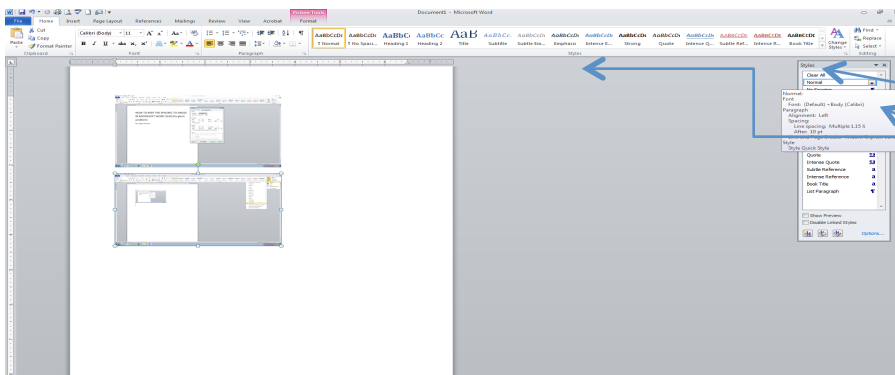 Picture Tools
Document1 - Microsoft Word
File Home Insert Page Layout References Mailings Review View Acrobat Format
Cut
Copy
Paste Format Painter
Calibri (Body) 11
AaBbCcDc AaBbCcDc AaBbC AaBbCc AaB AaBbCc. AaBbCcDc AaBbCcDc AaBbCcDc AaBbCcDc AaBbCcDc AaBbCcDc AaBbCcDc AaBbCcDc AaBbCcDc
¶ Normal ¶ No Spaci... Heading 1 Heading 2 Title Subtitle Subtle Em... Emphasis Intense E... Strong Quote Intense Q... Subtle Ref... Intense R... Book Title
Change Styles
Find
Replace
Select
Clipboard Font Paragraph Styles Editing
Styles
Clear All
Normal
Normal:
Font
Font: (Default) +Body (Calibri)
Paragraph
Alignment: Left
Spacing:
Line spacing: Multiple 1.15 li
After: 10 pt
Style
Style Quick Style
Quote
Intense Quote
Subtle Reference
Intense Reference
Book Title
List Paragraph
Show Preview
Disable Linked Styles
Options...